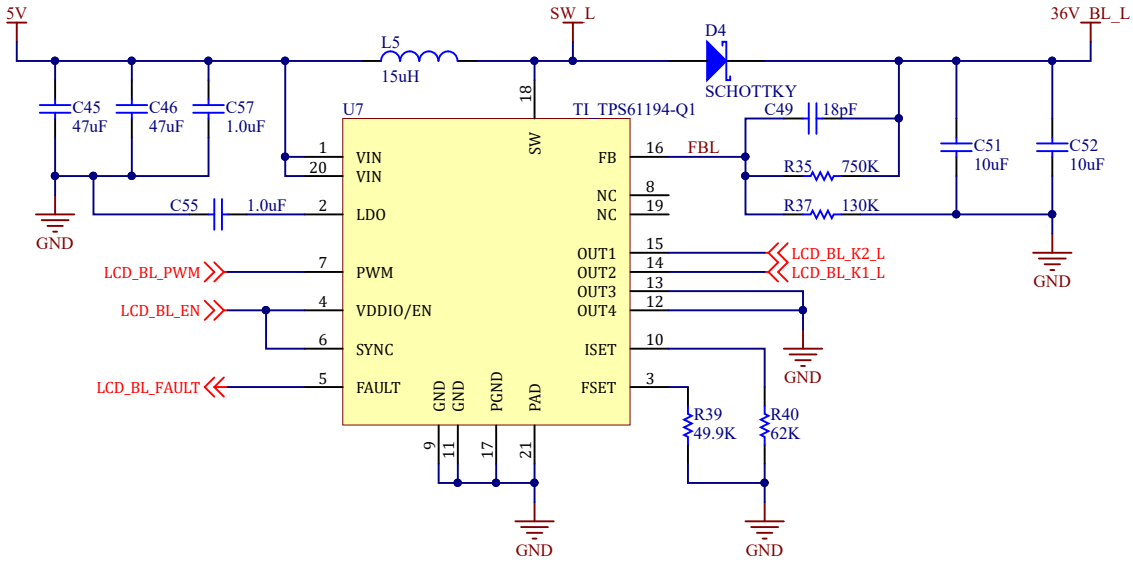 5V
SW_L
36V_BL_L
L5
15uH
D4
SCHOTTKY
C45
47uF
C46
47uF
C57
1.0uF
U7
TI_TPS61194-Q1
18
SW
C49
18pF
C51
10uF
C52
10uF
1
VIN
20
VIN
FB
16
FBL
R35
750K
NC
8
C55
1.0uF
2
LDO
NC
19
R37
130K
GND
GND
OUT1
15
LCD_BL_K2_L
LCD_BL_PWM
7
PWM
OUT2
14
LCD_BL_K1_L
OUT3
13
LCD_BL_EN
4
VDDIO/EN
OUT4
12
6
SYNC
ISET
10
GND
LCD_BL_FAULT
5
FAULT
FSET
3
GND
GND
PGND
PAD
R39
49.9K
R40
62K
9
11
17
21
GND
GND